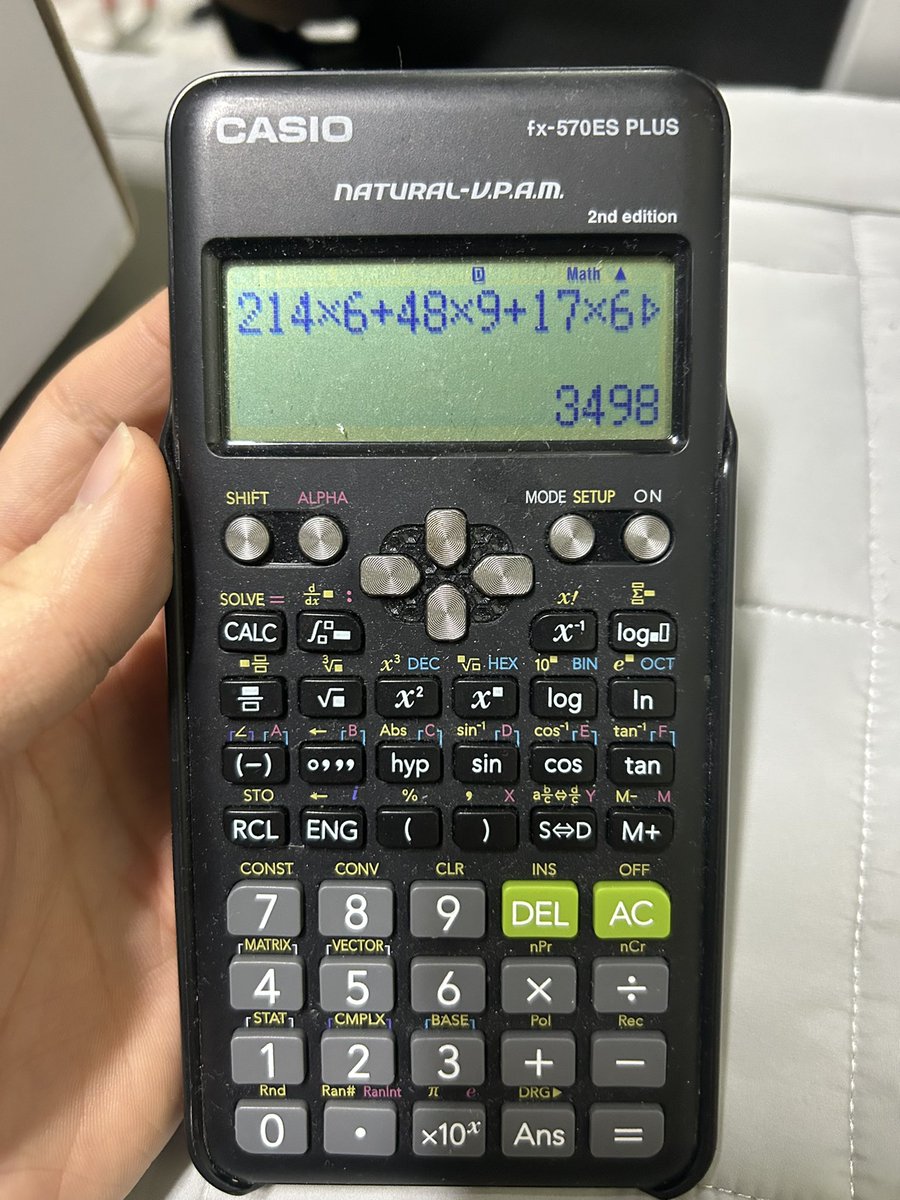 CASIO fx-570ES PLUS
NATURAL-V.P.A.M.
2nd edition
D Math ▲
214×6+48×9+17×6▷
3498
SHIFT ALPHA MODE SETUP ON
SOLVE = d/dx■ : x! Σ■
CALC ∫■ x⁻¹ log■□
■■/□ ³√■ x³ DEC ■√□ HEX 10■ BIN e■ OCT
■/□ √■ x² x■ log ln
∠ A ← B Abs C sin⁻¹ D cos⁻¹ E tan⁻¹ F
(−) °,,, hyp sin cos tan
STO ← i % , X a b/c⇔d/c Y M− M
RCL ENG ( ) S⇔D M+
CONST CONV CLR INS OFF
7 8 9 DEL AC
MATRIX VECTOR nPr nCr
4 5 6 × ÷
STAT CMPLX BASE Pol Rec
1 2 3 + −
Rnd Ran# RanInt π e DRG▶
0 • ×10ˣ Ans =